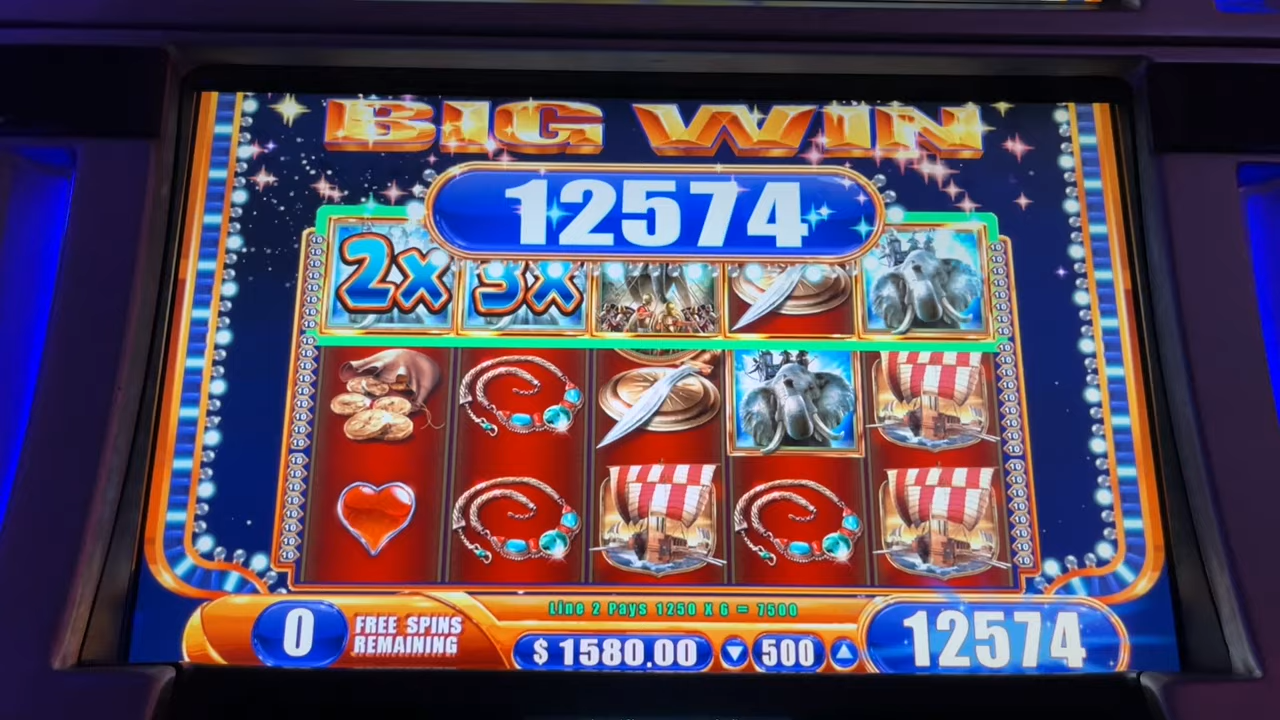 BIG WIN
12574
2x 3x
Line 2 Pays 1250 X 6 = 7500
0 FREE SPINS REMAINING
$ 1580.00
500
12574